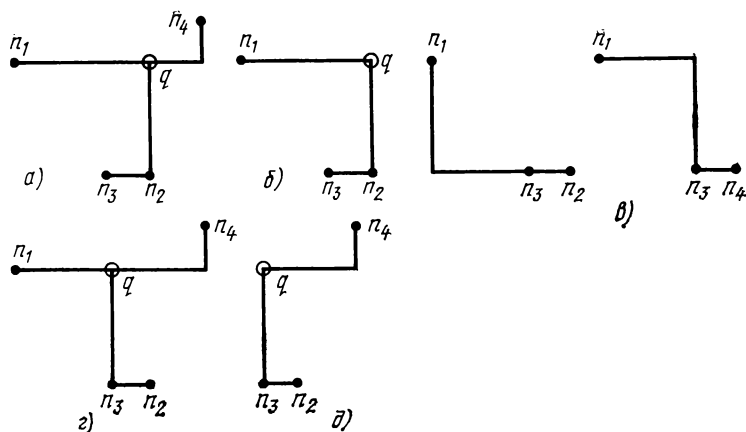 n₁ n₄ q n₃ n₂ а)
n₁ q n₃ n₂ б)
n₁ n₃ n₂ n₁ n₃ n₄ в)
n₁ n₄ q n₃ n₂ г)
n₄ q n₃ n₂ д)